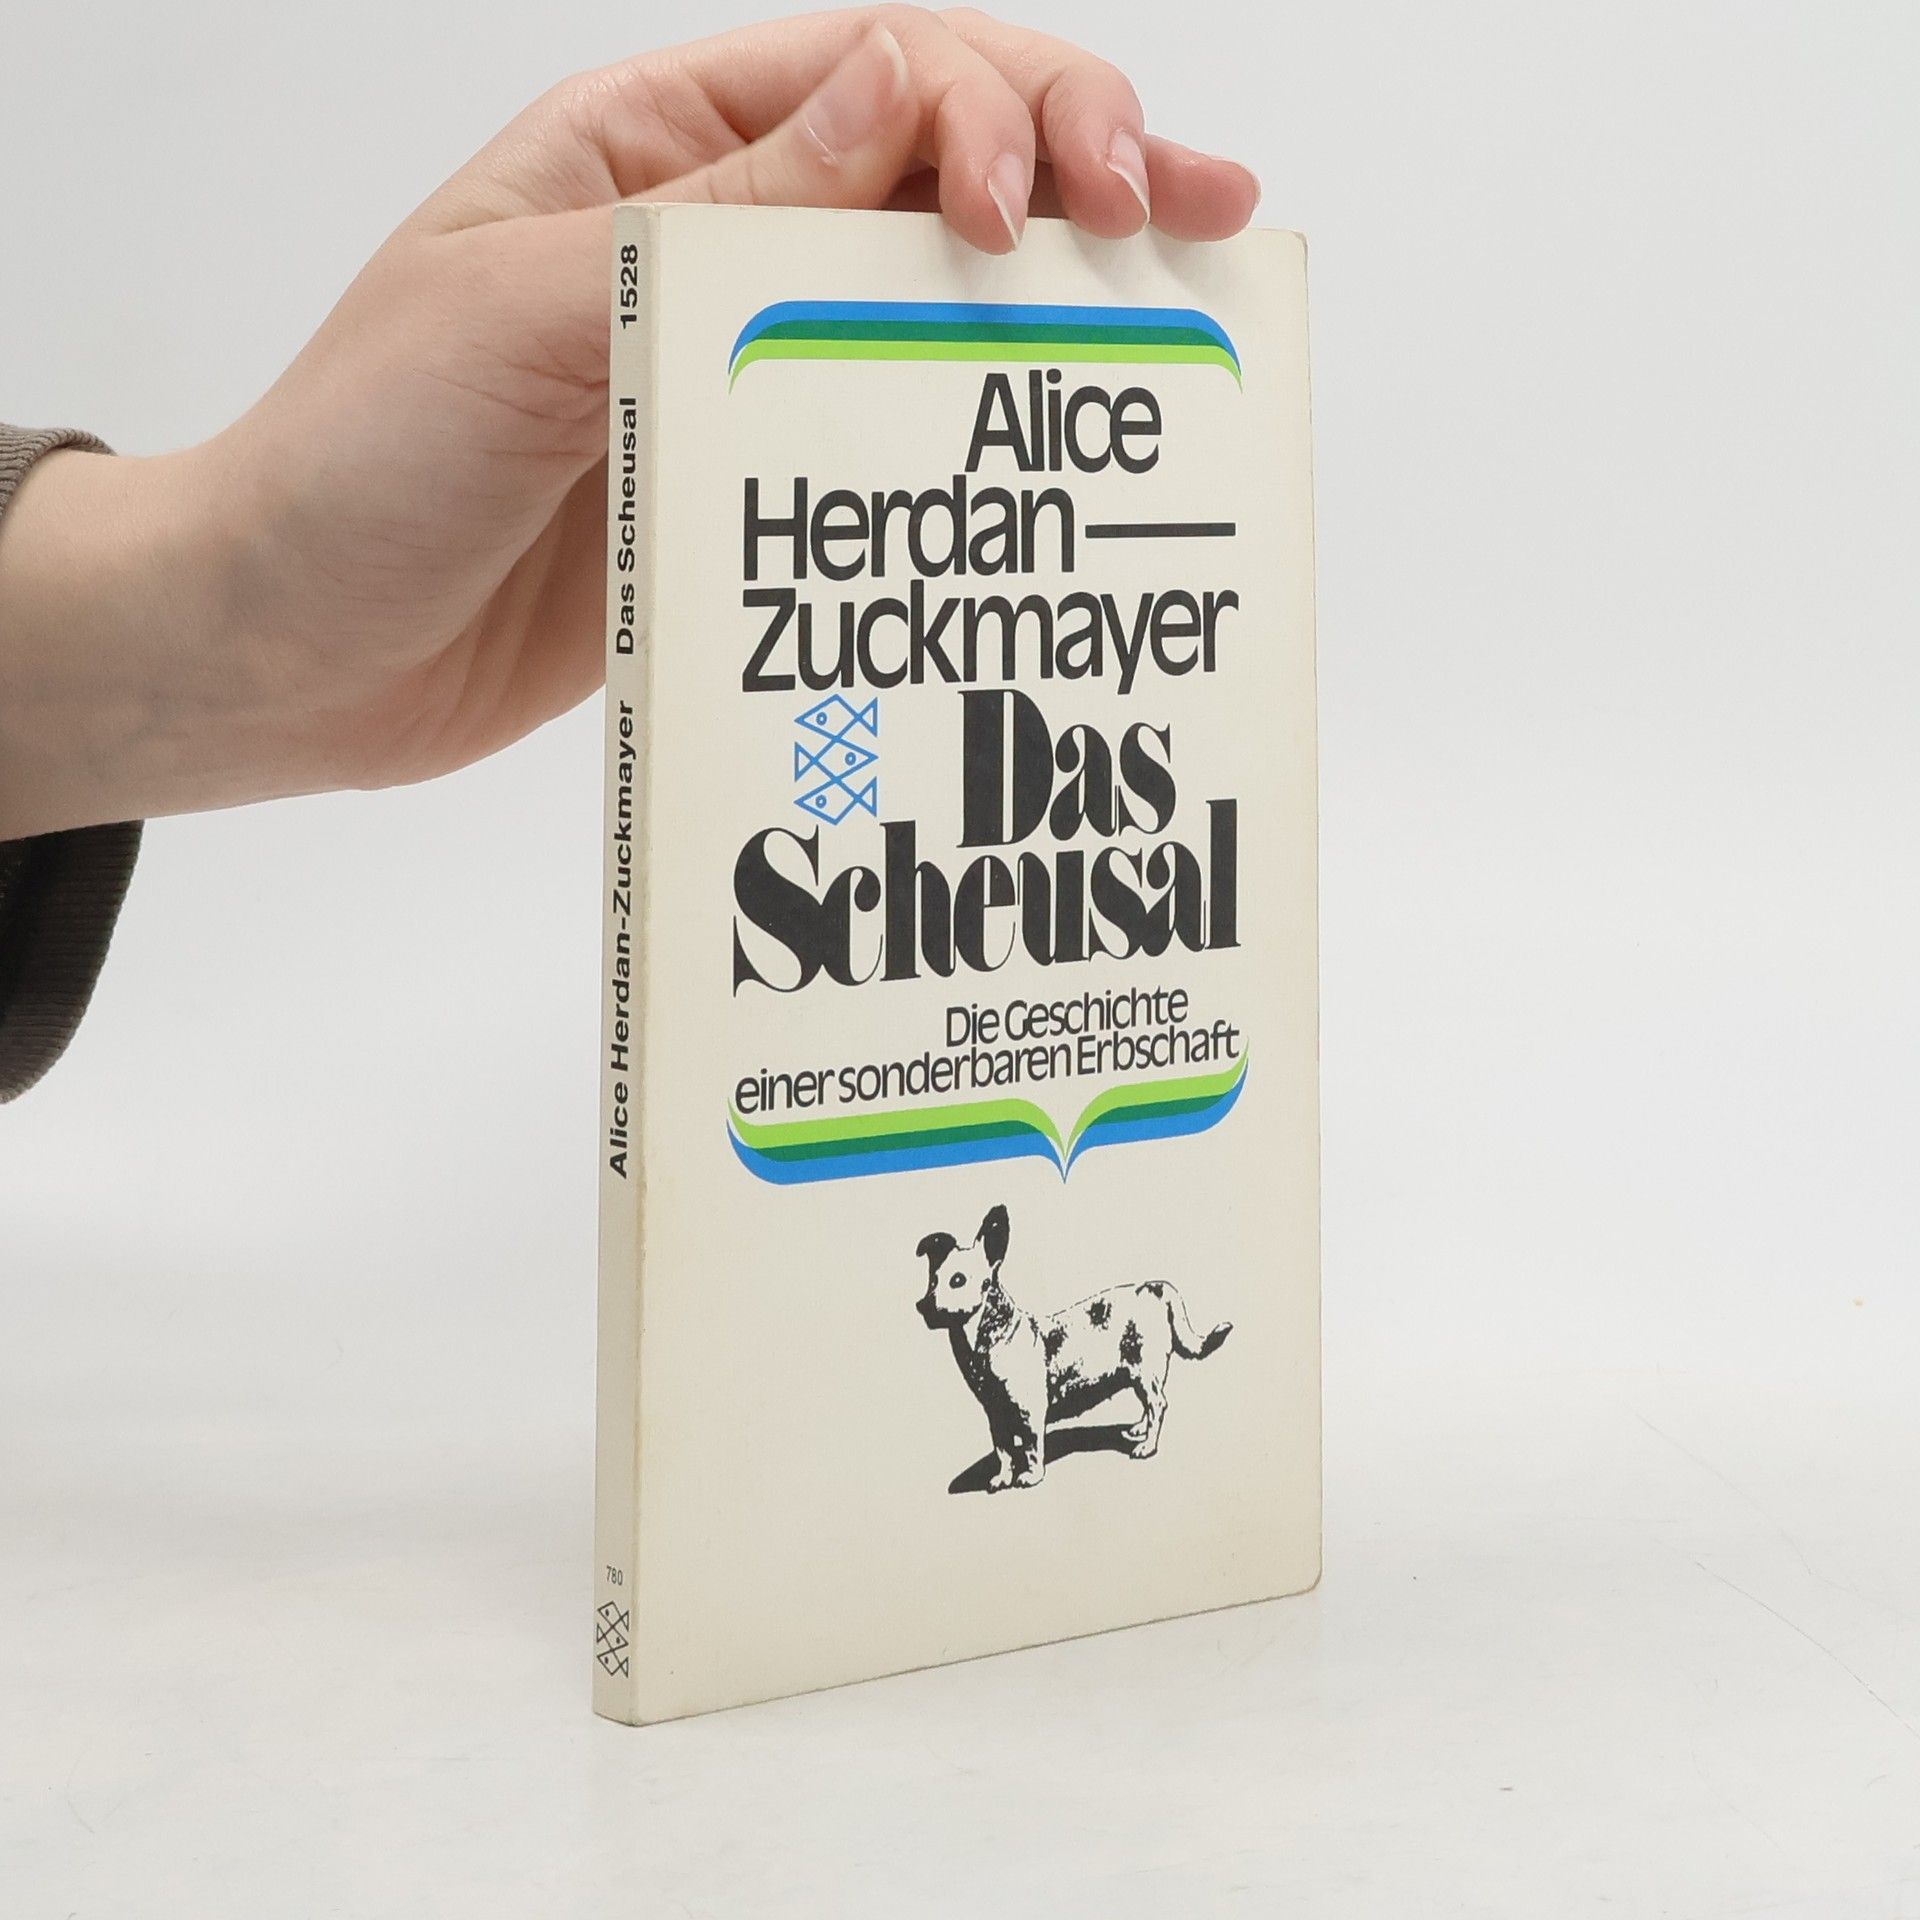 Alice
Herdan—
Zuckmayer
Das
Scheusal
Die Geschichte
einer sonderbaren Erbschaft
Alice Herdan-Zuckmayer Das Scheusal 1528
780